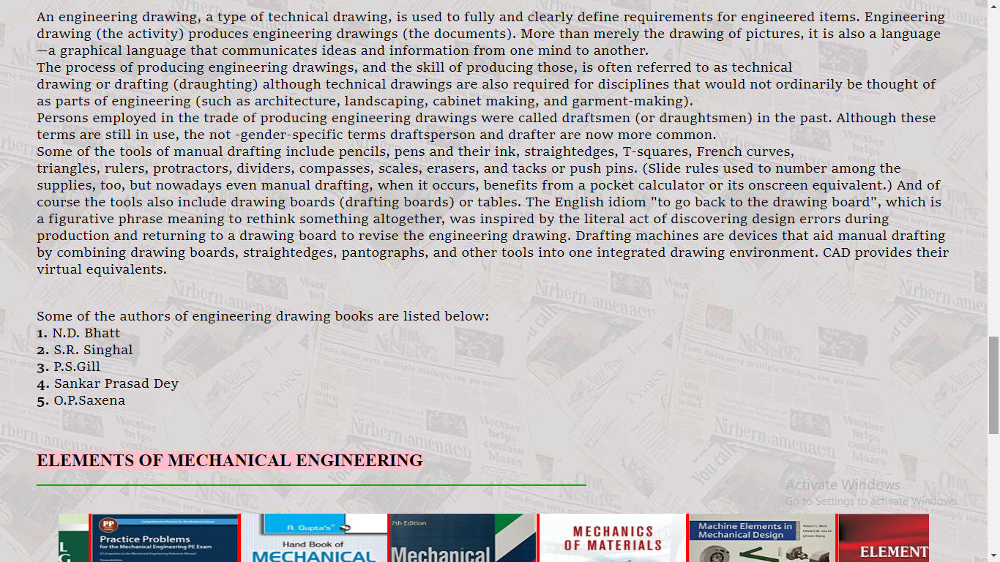 An engineering drawing, a type of technical drawing, is used to fully and clearly define requirements for engineered items. Engineering
drawing (the activity) produces engineering drawings (the documents). More than merely the drawing of pictures, it is also a language
—a graphical language that communicates ideas and information from one mind to another.
The process of producing engineering drawings, and the skill of producing those, is often referred to as technical
drawing or drafting (draughting) although technical drawings are also required for disciplines that would not ordinarily be thought of
as parts of engineering (such as architecture, landscaping, cabinet making, and garment-making).
Persons employed in the trade of producing engineering drawings were called draftsmen (or draughtsmen) in the past. Although these
terms are still in use, the not -gender-specific terms draftsperson and drafter are now more common.
Some of the tools of manual drafting include pencils, pens and their ink, straightedges, T-squares, French curves,
triangles, rulers, protractors, dividers, compasses, scales, erasers, and tacks or push pins. (Slide rules used to number among the
supplies, too, but nowadays even manual drafting, when it occurs, benefits from a pocket calculator or its onscreen equivalent.) And of
course the tools also include drawing boards (drafting boards) or tables. The English idiom "to go back to the drawing board", which is
a figurative phrase meaning to rethink something altogether, was inspired by the literal act of discovering design errors during
production and returning to a drawing board to revise the engineering drawing. Drafting machines are devices that aid manual drafting
by combining drawing boards, straightedges, pantographs, and other tools into one integrated drawing environment. CAD provides their
virtual equivalents.
Some of the authors of engineering drawing books are listed below:
1. N.D. Bhatt
2. S.R. Singhal
3. P.S.Gill
4. Sankar Prasad Dey
5. O.P.Saxena
ELEMENTS OF MECHANICAL ENGINEERING
Activate Windows
Go to Settings to activate Windows.
PP
Practice Problems
for the Mechanical Engineering PE Exam
R. Gupta's
Hand Book of
MECHANICAL
7th Edition
Mechanical
MECHANICS
OF MATERIALS
Machine Elements in
Mechanical Design
Robert L. Mott
ELEMENT